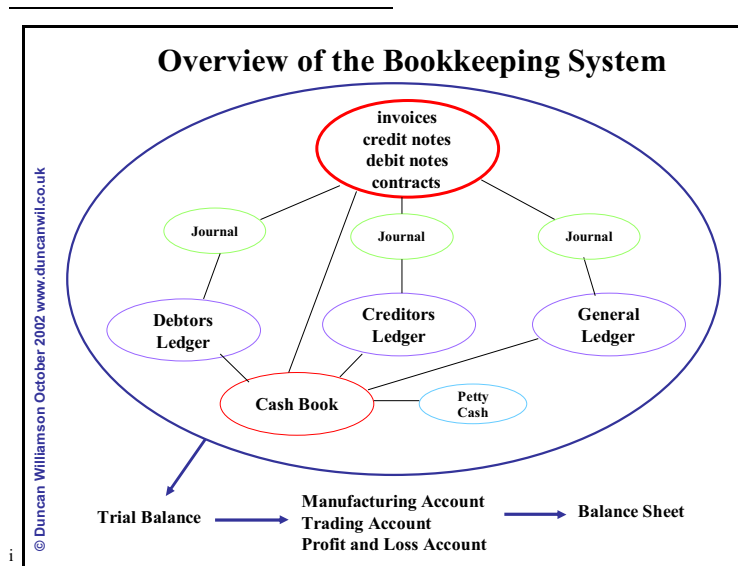 Overview of the Bookkeeping System
invoices
credit notes
debit notes
contracts
Journal
Journal
Journal
Debtors
Ledger
Creditors
Ledger
General
Ledger
Cash Book
Petty
Cash
© Duncan Williamson October 2002 www.duncanwil.co.uk
Trial Balance
Manufacturing Account
Trading Account
Profit and Loss Account
Balance Sheet
i